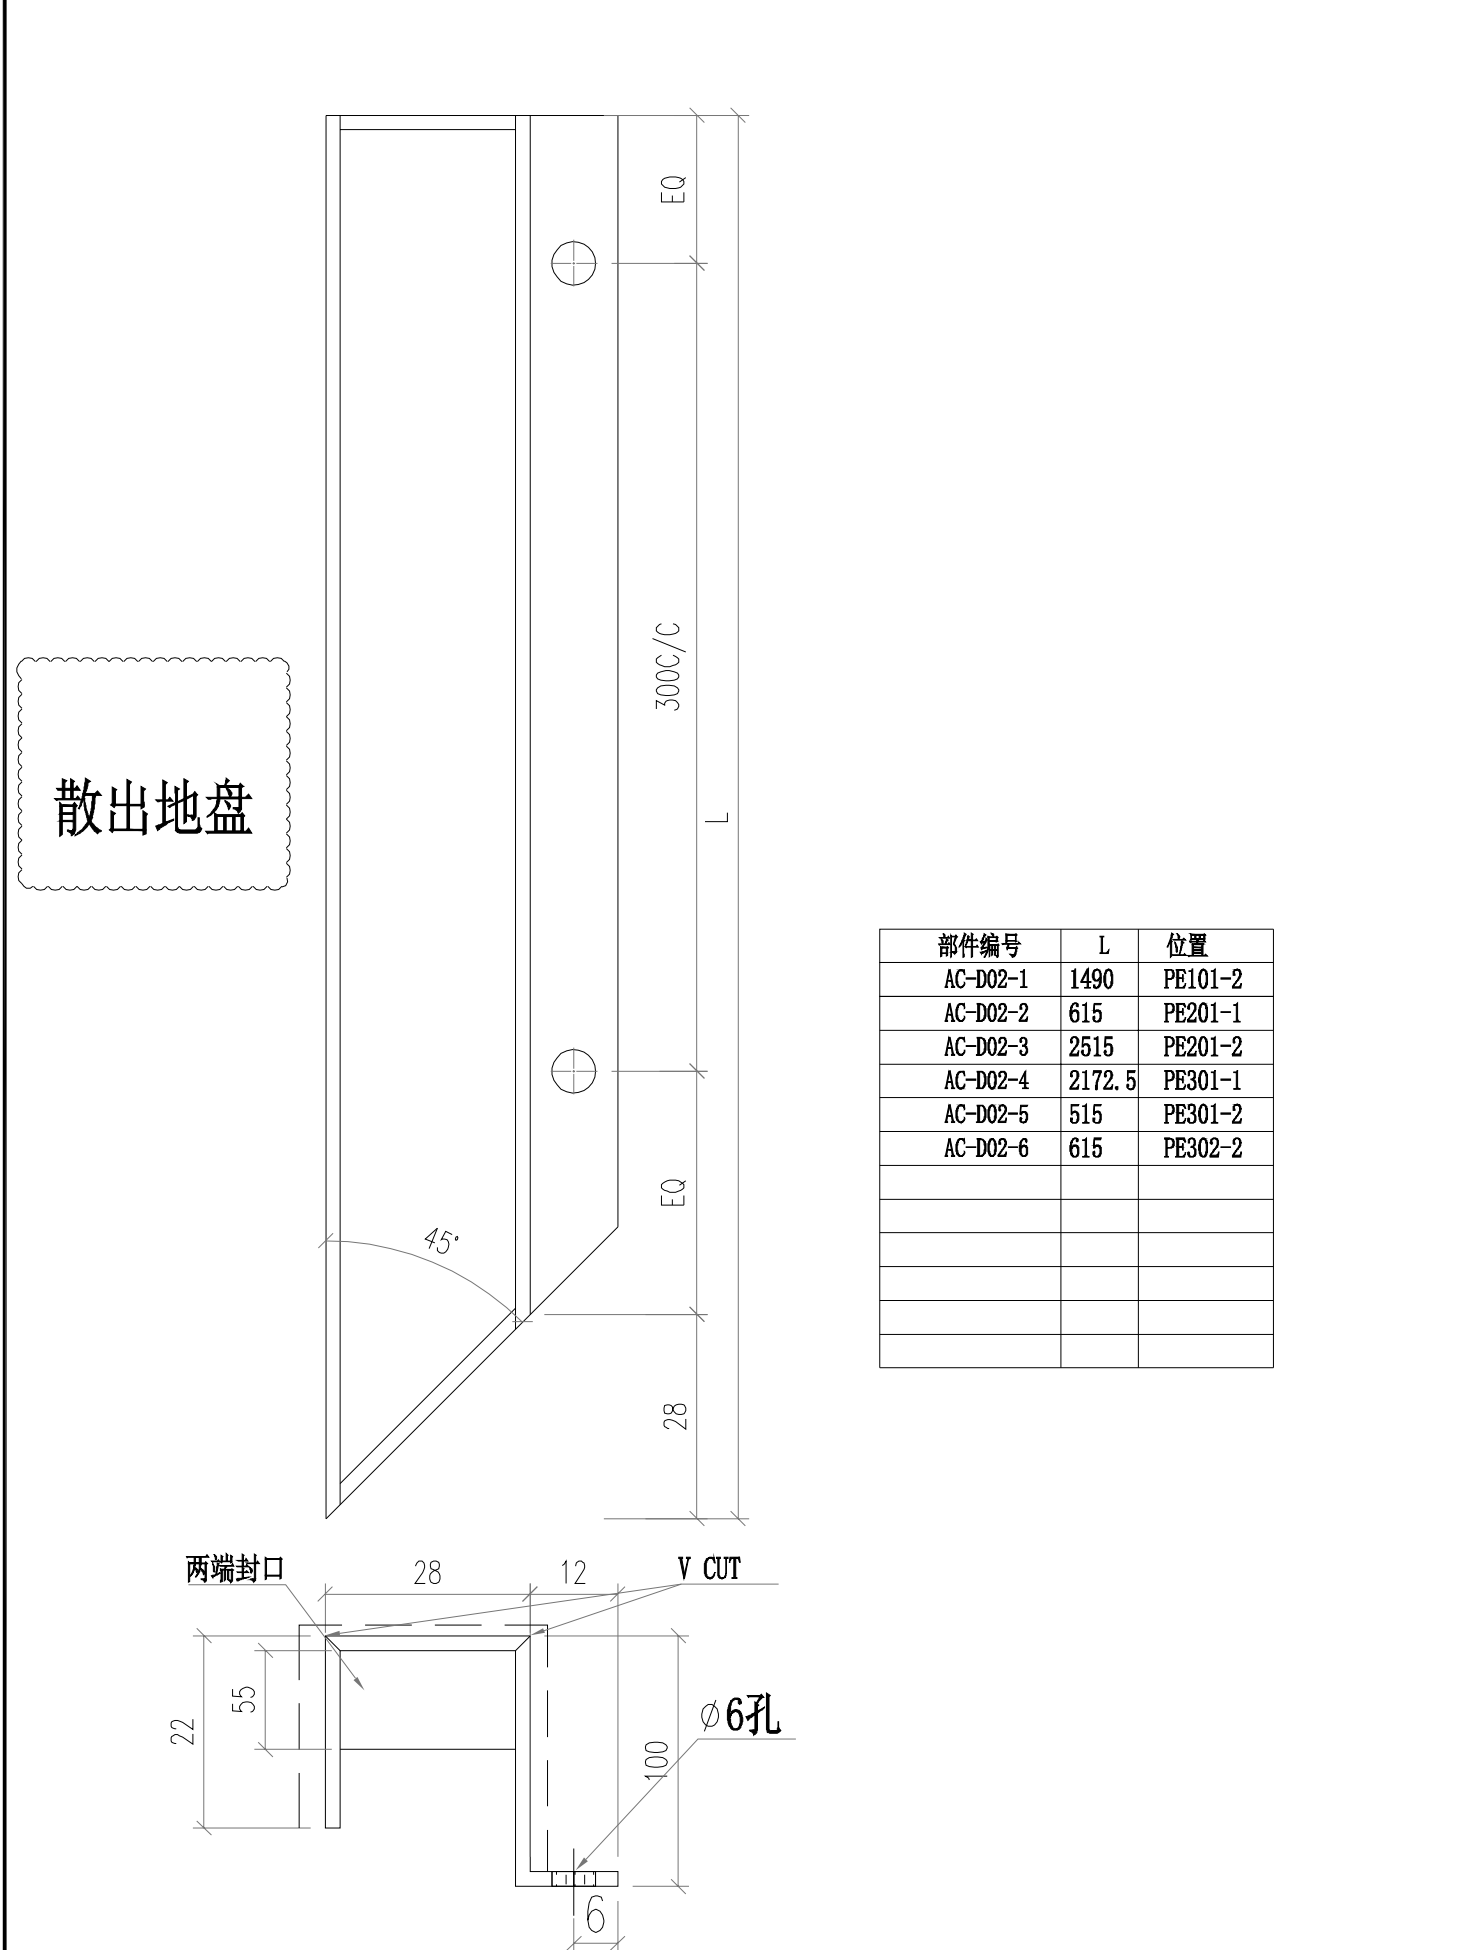 EQ
300C/C
L
散出地盘
部件编号 L 位置
AC-D02-1 1490 PE101-2
AC-D02-2 615 PE201-1
AC-D02-3 2515 PE201-2
AC-D02-4 2172.5 PE301-1
AC-D02-5 515 PE301-2
AC-D02-6 615 PE302-2
EQ
45°
28
两端封口
28
12
V CUT
55
22
100
ø6孔
6